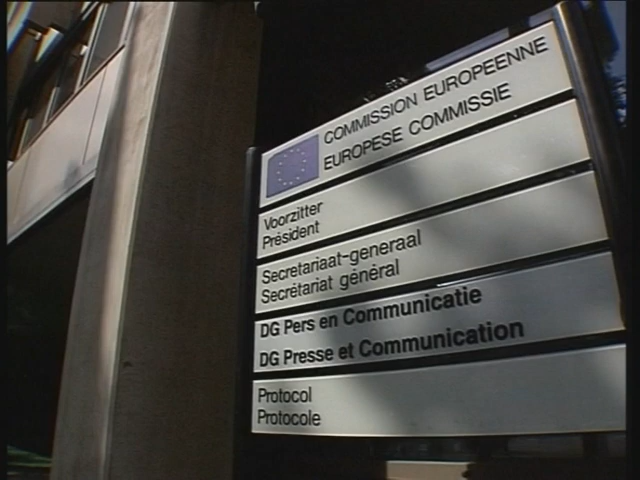 COMMISSION EUROPEENNE
EUROPESE COMMISSIE
Voorzitter
Président
Secretariaat-generaal
Secrétariat général
DG Pers en Communicatie
DG Presse et Communication
Protocol
Protocole